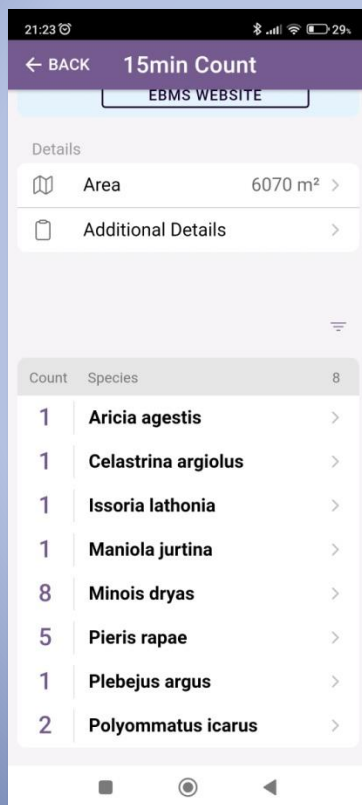 21:23 29%
← BACK 15min Count
EBMS WEBSITE
Details
Area 6070 m² >
Additional Details >
Count Species 8
1 Aricia agestis >
1 Celastrina argiolus >
1 Issoria lathonia >
1 Maniola jurtina >
8 Minois dryas >
5 Pieris rapae >
1 Plebejus argus >
2 Polyommatus icarus >